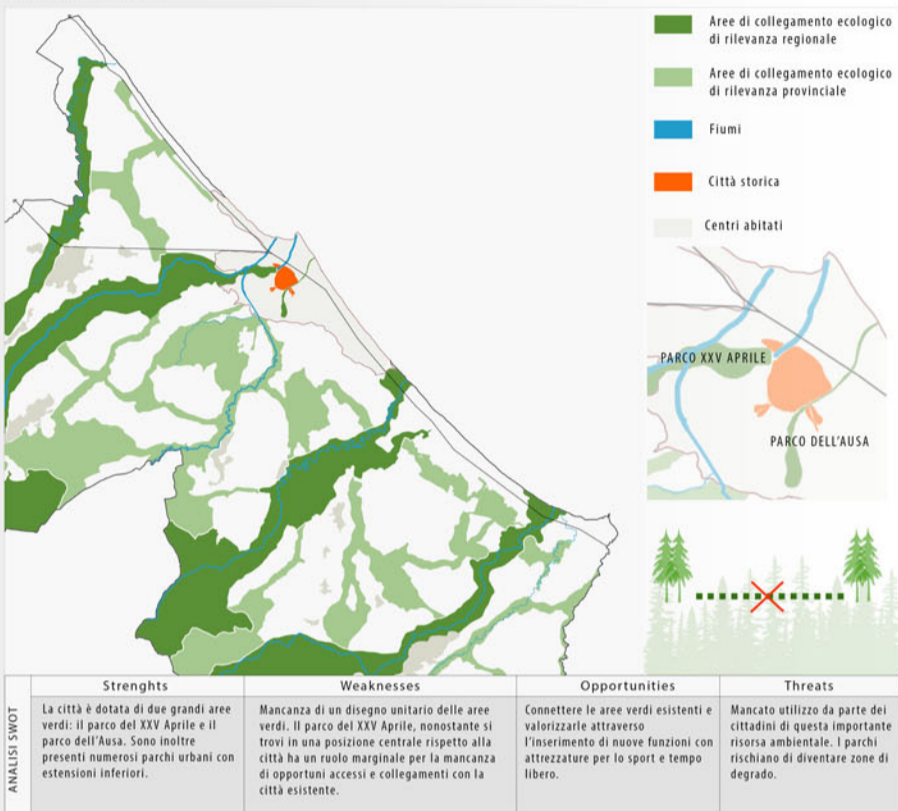 Aree di collegamento ecologico
di rilevanza regionale
Aree di collegamento ecologico
di rilevanza provinciale
Fiumi
Città storica
Centri abitati
PARCO XXV APRILE
PARCO DELL'AUSA
ANALISI SWOT
Strenghts
La città è dotata di due grandi aree
verdi: il parco del XXV Aprile e il
parco dell'Ausa. Sono inoltre
presenti numerosi parchi urbani con
estensioni inferiori.
Weaknesses
Mancanza di un disegno unitario delle aree
verdi. Il parco del XXV Aprile, nonostante si
trovi in una posizione centrale rispetto alla
città ha un ruolo marginale per la mancanza
di opportuni accessi e collegamenti con la
città esistente.
Opportunities
Connettere le aree verdi esistenti e
valorizzarle attraverso
l'inserimento di nuove funzioni con
attrezzature per lo sport e tempo
libero.
Threats
Mancato utilizzo da parte dei
cittadini di questa importante
risorsa ambientale. I parchi
rischiano di diventare zone di
degrado.